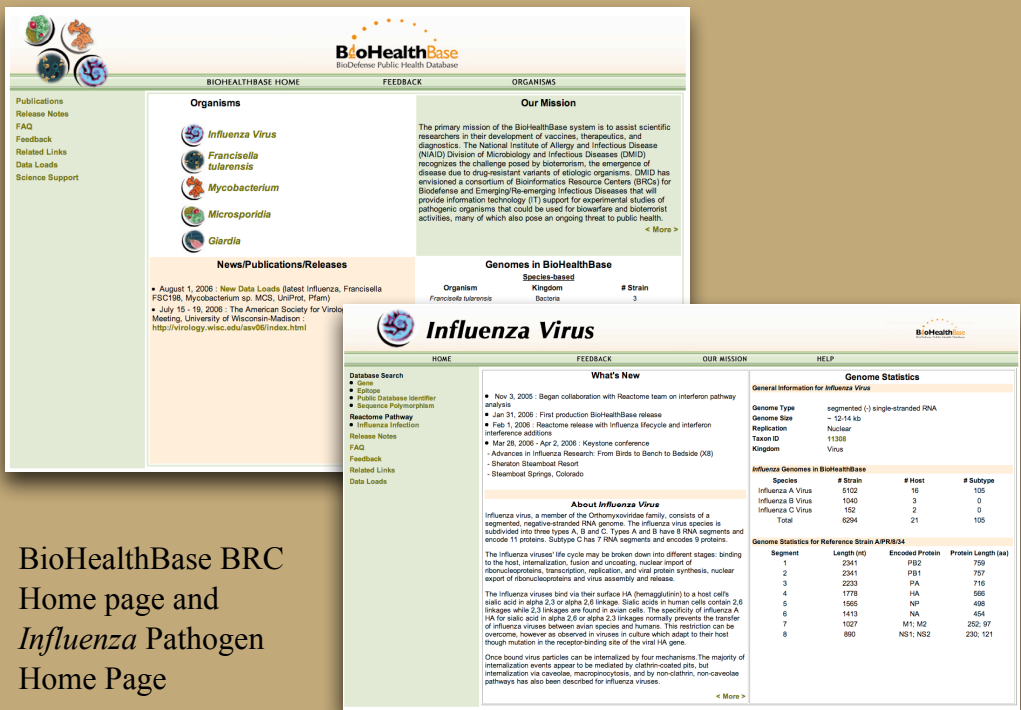 BioHealthBase
BioDefense Public Health Database
BIOHEALTHBASE HOME
FEEDBACK
ORGANISMS
Publications
Release Notes
FAQ
Feedback
Related Links
Data Loads
Science Support
Organisms
Influenza Virus
Francisella
tularensis
Mycobacterium
Microsporidia
Giardia
Our Mission
The primary mission of the BioHealthBase system is to assist scientific
researchers in their development of vaccines, therapeutics, and
diagnostics. The National Institute of Allergy and Infectious Disease
(NIAID) Division of Microbiology and Infectious Diseases (DMID)
recognizes the challenge posed by bioterrorism, the emergence of
disease due to drug-resistant variants of etiologic organisms. DMID has
envisioned a consortium of Bioinformatics Resource Centers (BRCs) for
Biodefense and Emerging/Re-emerging Infectious Diseases that will
provide information technology (IT) support for experimental studies of
pathogenic organisms that could be used for biowarfare and bioterrorist
activities, many of which also pose an ongoing threat to public health.
< More >
News/Publications/Releases
• August 1, 2006 : New Data Loads (latest Influenza, Francisella
FSC198, Mycobacterium sp. MCS, UniProt, Pfam)
• July 15 - 19, 2006 : The American Society for Virolog
Meeting, University of Wisconsin-Madison :
http://virology.wisc.edu/asv06/index.html
Genomes in BioHealthBase
Species-based
Organism Kingdom # Strain
Francisella tularensis Bacteria 3
Influenza Virus
BioHealthBase
HOME
FEEDBACK
OUR MISSION
HELP
Database Search
• Gene
• Epitope
• Public Database Identifier
• Sequence Polymorphism
Reactome Pathway
• Influenza Infection
Release Notes
FAQ
Feedback
Related Links
Data Loads
What's New
• Nov 3, 2005 : Began collaboration with Reactome team on interferon pathway
analysis
• Jan 31, 2006 : First production BioHealthBase release
• Feb 1, 2006 : Reactome release with Influenza lifecycle and interferon
interference additions
• Mar 28, 2006 - Apr 2, 2006 : Keystone conference
- Advances in Influenza Research: From Birds to Bench to Bedside (X8)
- Sheraton Steamboat Resort
- Steamboat Springs, Colorado
About Influenza Virus
Influenza virus, a member of the Orthomyxoviridae family, consists of a
segmented, negative-stranded RNA genome. The influenza virus species is
subdivided into three types A, B and C. Types A and B have 8 RNA segments and
encode 11 proteins. Subtype C has 7 RNA segments and encodes 9 proteins.
The Influenza viruses' life cycle may be broken down into different stages: binding
to the host, internalization, fusion and uncoating, nuclear import of
ribonucleoproteins, transcription, replication, and viral protein synthesis, nuclear
export of ribonucleoproteins and virus assembly and release.
The Influenza viruses bind via their surface HA (hemagglutinin) to a host cell's
sialic acid in alpha 2,3 or alpha 2,6 linkage. Sialic acids in human cells contain 2,6
linkages while 2,3 linkages are found in avian cells. The specificity of influenza A
HA for sialic acid in alpha 2,6 or alpha 2,3 linkages normally prevents the transfer
of influenza viruses between avian species and humans. This restriction can be
overcome, however as observed in viruses in culture which adapt to their host
though mutation in the receptor-binding site of the viral HA gene.
Once bound virus particles can be internalized by four mechanisms.The majority of
internalization events appear to be mediated by clathrin-coated pits, but
internalization via caveolae, macropinocytosis, and by non-clathrin, non-caveolae
pathways has also been described for influenza viruses.
< More >
Genome Statistics
General Information for Influenza Virus
Genome Type segmented (-) single-stranded RNA
Genome Size ~ 12-14 kb
Replication Nuclear
Taxon ID 11308
Kingdom Virus
Influenza Genomes in BioHealthBase
Species # Strain # Host # Subtype
Influenza A Virus 5102 16 105
Influenza B Virus 1040 3 0
Influenza C Virus 152 2 0
Total 6294 21 105
Genome Statistics for Reference Strain A/PR/8/34
Segment Length (nt) Encoded Protein Protein Length (aa)
1 2341 PB2 759
2 2341 PB1 757
3 2233 PA 716
4 1778 HA 566
5 1565 NP 498
6 1413 NA 454
7 1027 M1; M2 252; 97
8 890 NS1; NS2 230; 121
BioHealthBase BRC
Home page and
Influenza Pathogen
Home Page